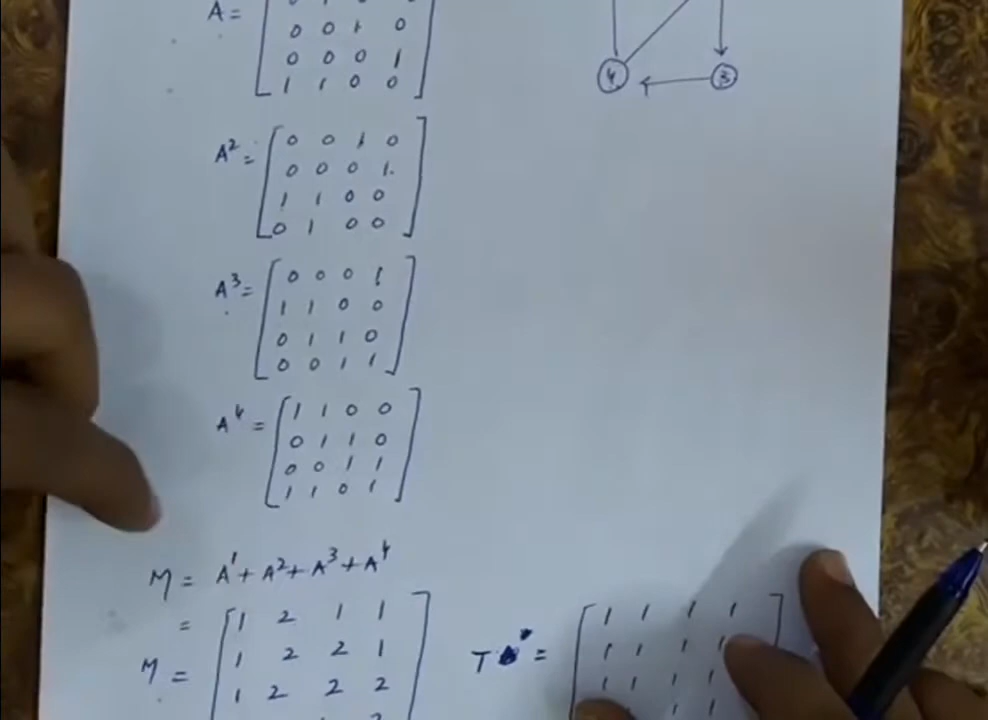 A =
0 0 1 0
0 0 0 1
1 1 0 0
4 3
A² =
0 0 1 0
0 0 0 1.
1 1 0 0
0 1 0 0
A³ =
0 0 0 1
1 1 0 0
0 1 1 0
0 0 1 1
A⁴ =
1 1 0 0
0 1 1 0
0 0 1 1
1 1 0 1
M = A¹ + A² + A³ + A⁴
=
M =
1 2 1 1
1 2 2 1
1 2 2 2
T =
1 1 1 1
1 1 1 1
1 1 1 1
1 1